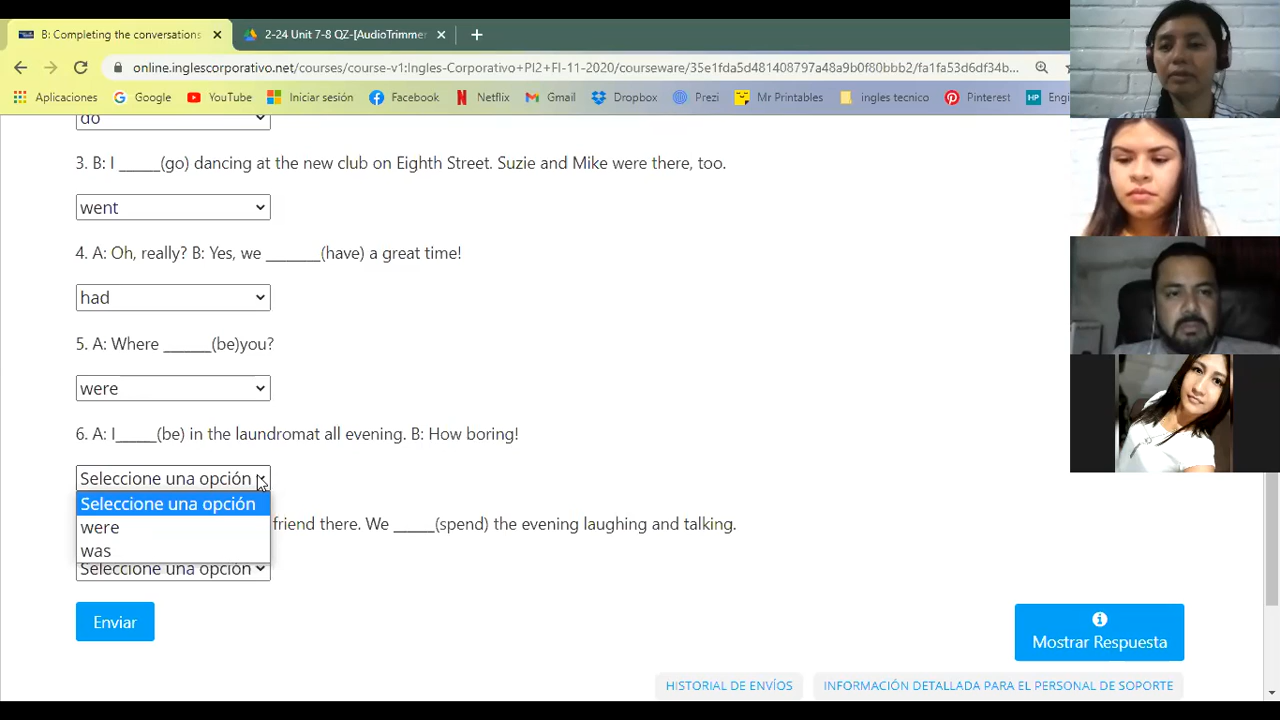 B: Completing the conversations
2-24 Unit 7-8 QZ-[AudioTrimmer
online.inglescorporativo.net/courses/course-v1:Ingles-Corporativo+PI2+FI-11-2020/courseware/35e1fda5d481408797a48a9b0f80bbb2/fa1fa53d6df34b...
Aplicaciones Google YouTube Iniciar sesión Facebook Netflix Gmail Dropbox Prezi Mr Printables ingles tecnico Pinterest Eng
do
3. B: I _____(go) dancing at the new club on Eighth Street. Suzie and Mike were there, too.
went
4. A: Oh, really? B: Yes, we _______(have) a great time!
had
5. A: Where ______(be)you?
were
6. A: I_____(be) in the laundromat all evening. B: How boring!
Seleccione una opción
Seleccione una opción
were
friend there. We _____(spend) the evening laughing and talking.
was
Seleccione una opción
Enviar
Mostrar Respuesta
HISTORIAL DE ENVÍOS
INFORMACIÓN DETALLADA PARA EL PERSONAL DE SOPORTE